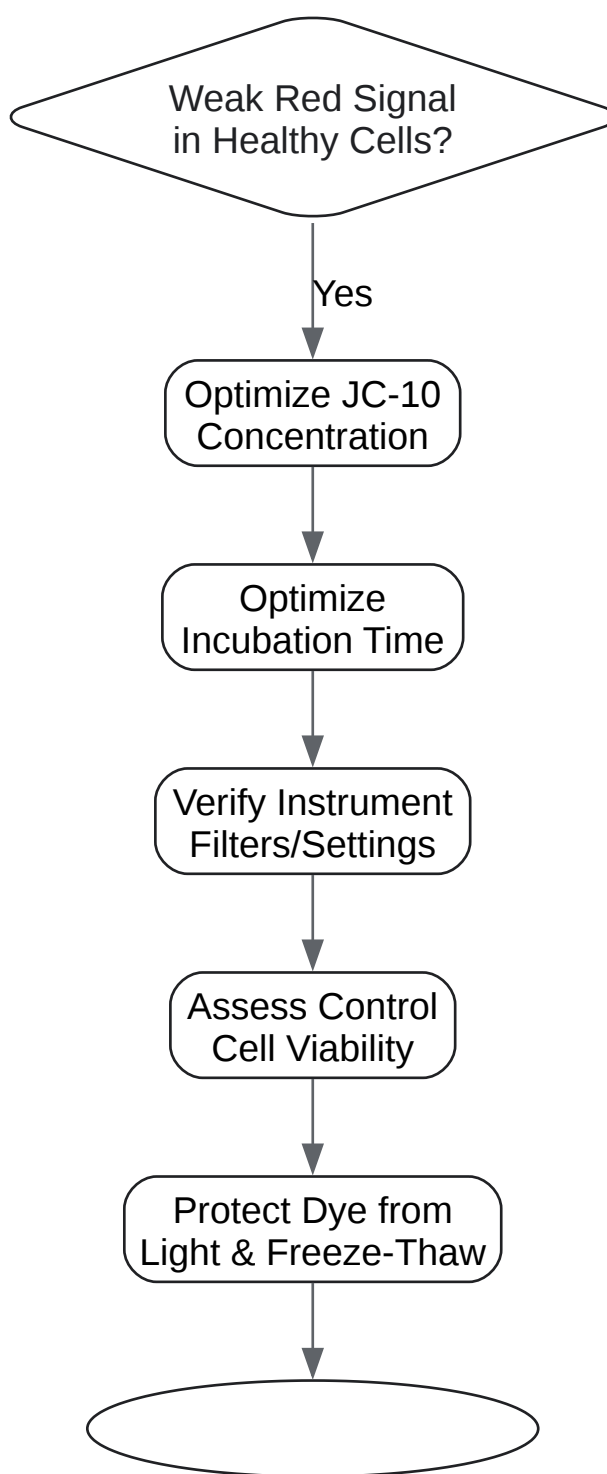 Weak Red Signal
in Healthy Cells?
Yes
Optimize JC-10
Concentration
Optimize
Incubation Time
Verify Instrument
Filters/Settings
Assess Control
Cell Viability
Protect Dye from
Light & Freeze-Thaw